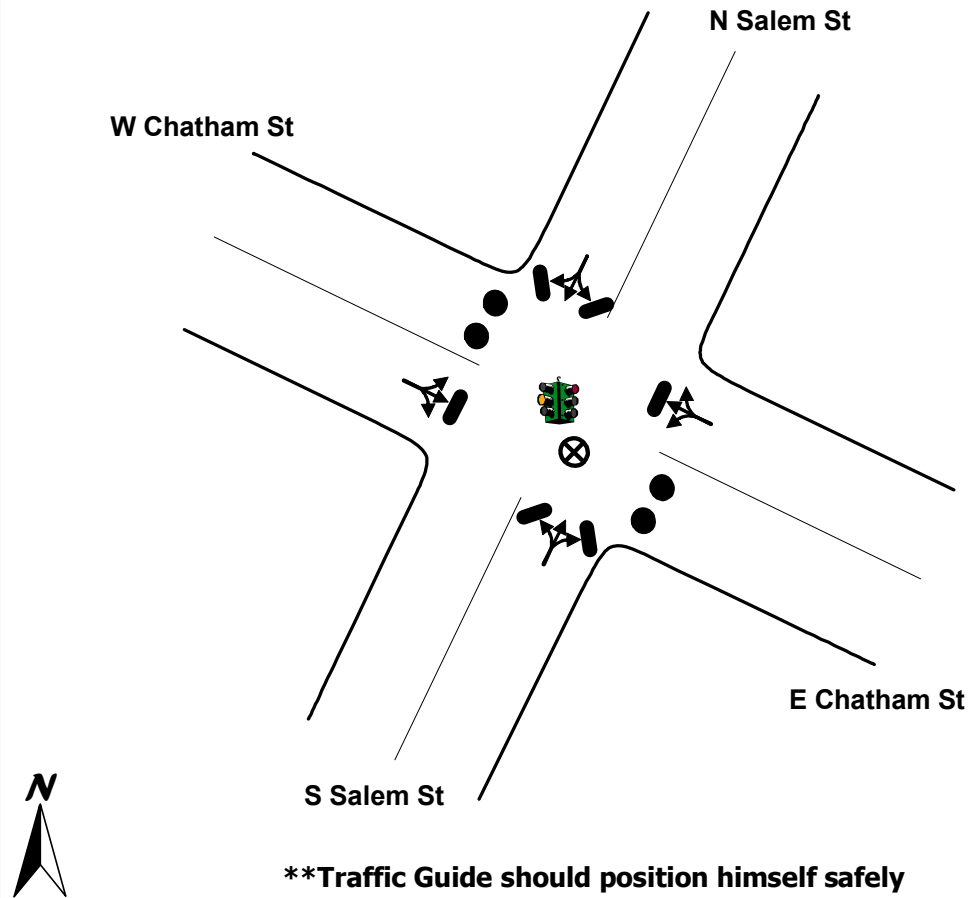 N Salem St
W Chatham St
E Chatham St
S Salem St
N
**Traffic Guide should position himself safely